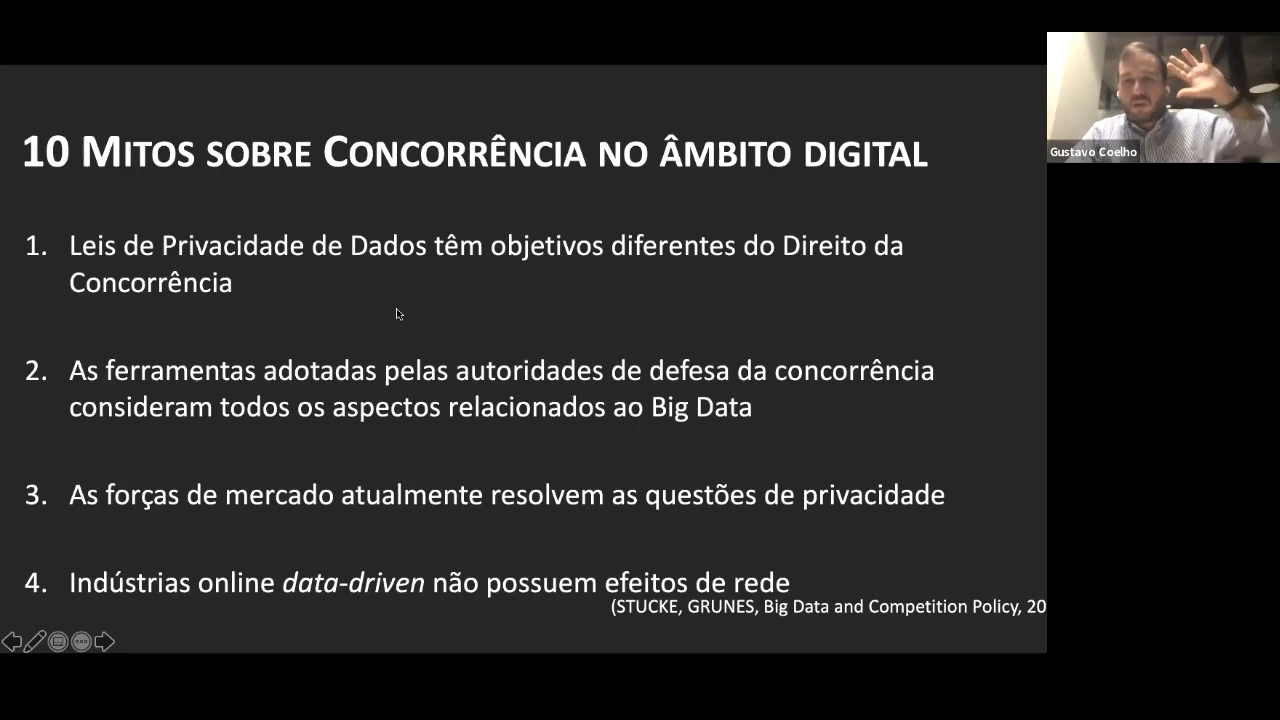 10 MITOS SOBRE CONCORRÊNCIA NO ÂMBITO DIGITAL
Gustavo Coelho
1. Leis de Privacidade de Dados têm objetivos diferentes do Direito da
Concorrência
2. As ferramentas adotadas pelas autoridades de defesa da concorrência
consideram todos os aspectos relacionados ao Big Data
3. As forças de mercado atualmente resolvem as questões de privacidade
4. Indústrias online data-driven não possuem efeitos de rede
(STUCKE, GRUNES, Big Data and Competition Policy, 20